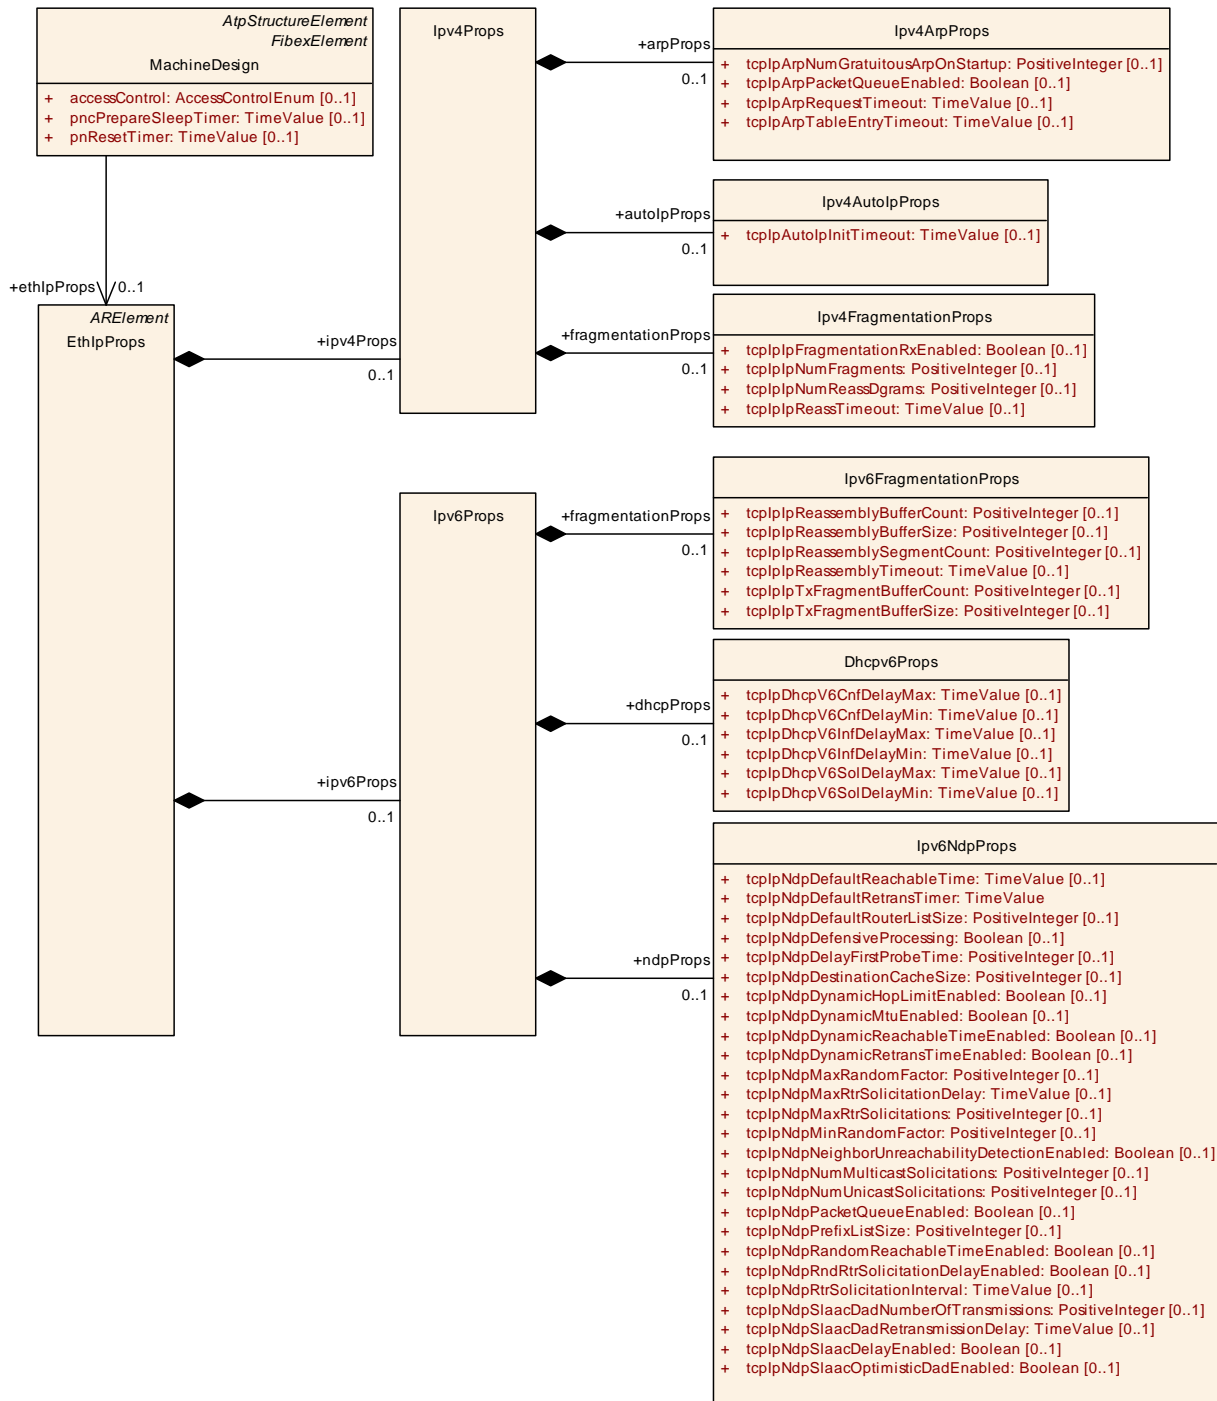 AtpStructureElement
FibexElement
MachineDesign
+ accessControl: AccessControlEnum [0..1]
+ pncPrepareSleepTimer: TimeValue [0..1]
+ pnResetTimer: TimeValue [0..1]
+ethIpProps 0..1
ARElement
EthIpProps
+ipv4Props
0..1
+ipv6Props
0..1
Ipv4Props
+arpProps
0..1
+autoIpProps
0..1
+fragmentationProps
0..1
Ipv4ArpProps
+ tcpIpArpNumGratuitousArpOnStartup: PositiveInteger [0..1]
+ tcpIpArpPacketQueueEnabled: Boolean [0..1]
+ tcpIpArpRequestTimeout: TimeValue [0..1]
+ tcpIpArpTableEntryTimeout: TimeValue [0..1]
Ipv4AutoIpProps
+ tcpIpAutoIpInitTimeout: TimeValue [0..1]
Ipv4FragmentationProps
+ tcpIpIpFragmentationRxEnabled: Boolean [0..1]
+ tcpIpIpNumFragments: PositiveInteger [0..1]
+ tcpIpIpNumReassDgrams: PositiveInteger [0..1]
+ tcpIpIpReassTimeout: TimeValue [0..1]
Ipv6Props
+fragmentationProps
0..1
+dhcpProps
0..1
+ndpProps
0..1
Ipv6FragmentationProps
+ tcpIpIpReassemblyBufferCount: PositiveInteger [0..1]
+ tcpIpIpReassemblyBufferSize: PositiveInteger [0..1]
+ tcpIpIpReassemblySegmentCount: PositiveInteger [0..1]
+ tcpIpIpReassemblyTimeout: TimeValue [0..1]
+ tcpIpIpTxFragmentBufferCount: PositiveInteger [0..1]
+ tcpIpIpTxFragmentBufferSize: PositiveInteger [0..1]
Dhcpv6Props
+ tcpIpDhcpV6CnfDelayMax: TimeValue [0..1]
+ tcpIpDhcpV6CnfDelayMin: TimeValue [0..1]
+ tcpIpDhcpV6InfDelayMax: TimeValue [0..1]
+ tcpIpDhcpV6InfDelayMin: TimeValue [0..1]
+ tcpIpDhcpV6SolDelayMax: TimeValue [0..1]
+ tcpIpDhcpV6SolDelayMin: TimeValue [0..1]
Ipv6NdpProps
+ tcpIpNdpDefaultReachableTime: TimeValue [0..1]
+ tcpIpNdpDefaultRetransTimer: TimeValue
+ tcpIpNdpDefaultRouterListSize: PositiveInteger [0..1]
+ tcpIpNdpDefensiveProcessing: Boolean [0..1]
+ tcpIpNdpDelayFirstProbeTime: PositiveInteger [0..1]
+ tcpIpNdpDestinationCacheSize: PositiveInteger [0..1]
+ tcpIpNdpDynamicHopLimitEnabled: Boolean [0..1]
+ tcpIpNdpDynamicMtuEnabled: Boolean [0..1]
+ tcpIpNdpDynamicReachableTimeEnabled: Boolean [0..1]
+ tcpIpNdpDynamicRetransTimeEnabled: Boolean [0..1]
+ tcpIpNdpMaxRandomFactor: PositiveInteger [0..1]
+ tcpIpNdpMaxRtrSolicitationDelay: TimeValue [0..1]
+ tcpIpNdpMaxRtrSolicitations: PositiveInteger [0..1]
+ tcpIpNdpMinRandomFactor: PositiveInteger [0..1]
+ tcpIpNdpNeighborUnreachabilityDetectionEnabled: Boolean [0..1]
+ tcpIpNdpNumMulticastSolicitations: PositiveInteger [0..1]
+ tcpIpNdpNumUnicastSolicitations: PositiveInteger [0..1]
+ tcpIpNdpPacketQueueEnabled: Boolean [0..1]
+ tcpIpNdpPrefixListSize: PositiveInteger [0..1]
+ tcpIpNdpRandomReachableTimeEnabled: Boolean [0..1]
+ tcpIpNdpRndRtrSolicitationDelayEnabled: Boolean [0..1]
+ tcpIpNdpRtrSolicitationInterval: TimeValue [0..1]
+ tcpIpNdpSlaacDadNumberOfTransmissions: PositiveInteger [0..1]
+ tcpIpNdpSlaacDadRetransmissionDelay: TimeValue [0..1]
+ tcpIpNdpSlaacDelayEnabled: Boolean [0..1]
+ tcpIpNdpSlaacOptimisticDadEnabled: Boolean [0..1]